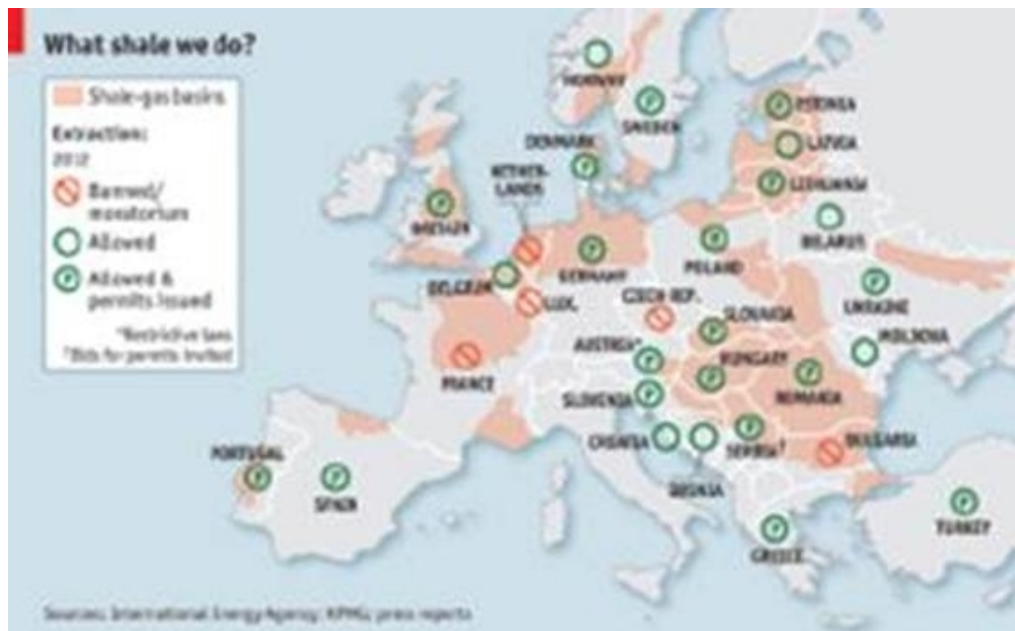 What shale we do?
Shale-gas basins
Extraction:
2012
Banned/
moratorium
Allowed
Allowed &
permits issued
*Restrictive laws
†Bids for permits invited
NORWAY
SWEDEN
ESTONIA
LATVIA
LITHUANIA
DENMARK
NETHER-
LANDS
BRITAIN
BELARUS
GERMANY
POLAND
BELGIUM
LUX.
CZECH REP.
UKRAINE
SLOVAKIA
AUSTRIA*
HUNGARY
MOLDOVA
FRANCE
SLOVENIA
ROMANIA
CROATIA
SERBIA†
BULGARIA
BOSNIA
PORTUGAL
SPAIN
GREECE
TURKEY
Sources: International Energy Agency; KPMG; press reports